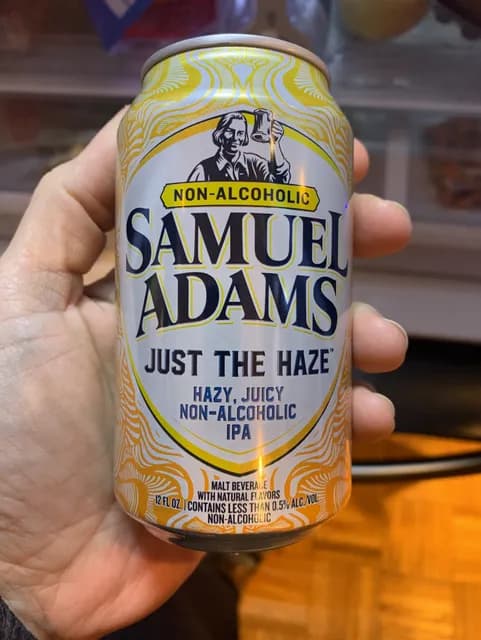 NON-ALCOHOLIC
SAMUEL
ADAMS
JUST THE HAZE™
HAZY, JUICY
NON-ALCOHOLIC
IPA
MALT BEVERAGE
WITH NATURAL FLAVORS
12 FL OZ. | CONTAINS LESS THAN 0.5% ALC./VOL.
NON-ALCOHOLIC